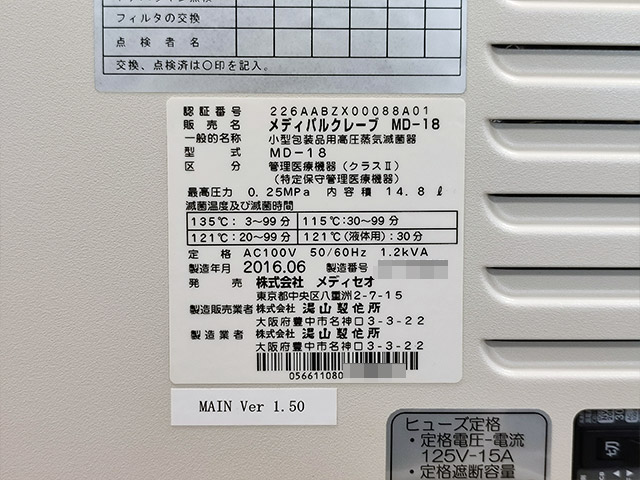 フィルタの交換
点検者名
交換、点検済は〇印を記入。
認証番号 226AABZX00088A01
販売名 メディバルクレーブ MD-18
一般的名称 小型包装品用高圧蒸気滅菌器
型式 MD-18
区分 管理医療機器(クラスⅡ)
(特定保守管理医療機器)
最高圧力 0.25MPa 内容積 14.8ℓ
滅菌温度及び滅菌時間
135℃: 3~99分 115℃:30~99分
121℃:20~99分 121℃(液体用):30分
定格 AC100V 50/60Hz 1.2kVA
製造年月 2016.06 製造番号
発売 株式会社 メディセオ
東京都中央区八重洲2-7-15
製造販売業者 株式会社 湯山製作所
大阪府豊中市名神口3-3-22
製造業者 株式会社 湯山製作所
大阪府豊中市名神口3-3-22
056611080
MAIN Ver 1.50
ヒューズ定格
・定格電圧-電流
125V-15A
・定格遮断容量